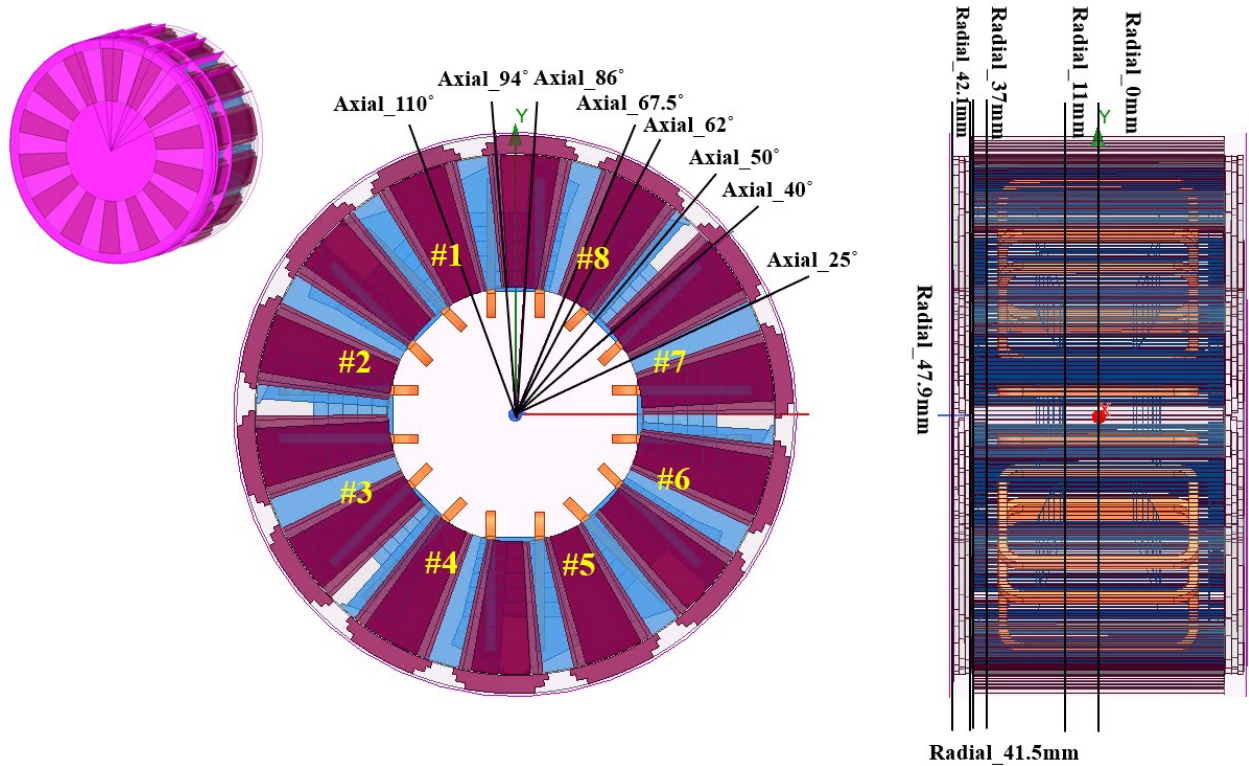 Axial_94°
Axial_86°
Axial_110°
Axial_67.5°
Axial_62°
Axial_50°
Axial_40°
Axial_25°
Y
#1
#8
#2
#7
#3
#6
#4
#5
Radial_42.1mm
Radial_37mm
Radial_11mm
Radial_0mm
Y
X
Radial_47.9mm
Radial_41.5mm